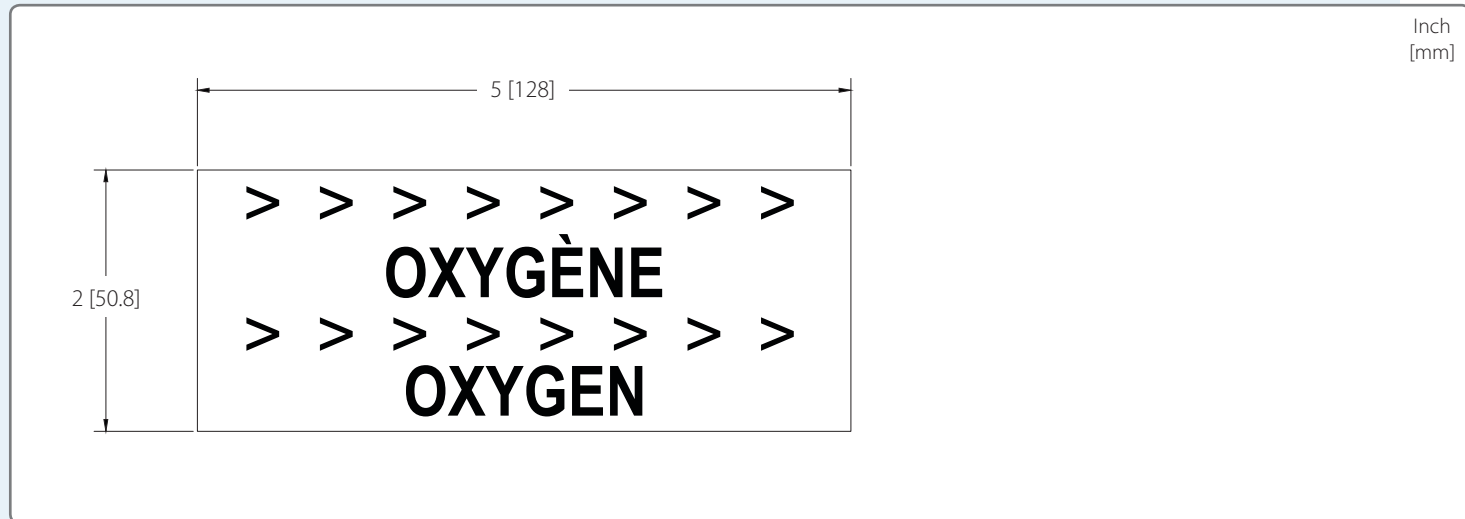 Inch
[mm]
5 [128]
> > > > > > > >
OXYGÈNE
2 [50.8]
> > > > > > > >
OXYGEN